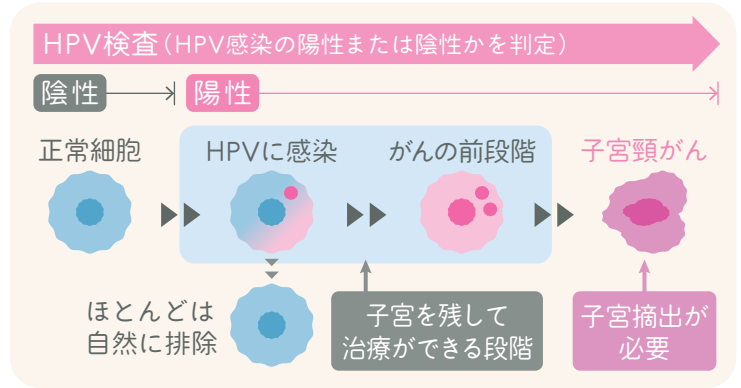 HPV検査（HPV感染の陽性または陰性かを判定）
陰性
陽性
正常細胞
HPVに感染
がんの前段階
子宮頸がん
ほとんどは
自然に排除
子宮を残して
治療ができる段階
子宮摘出が
必要